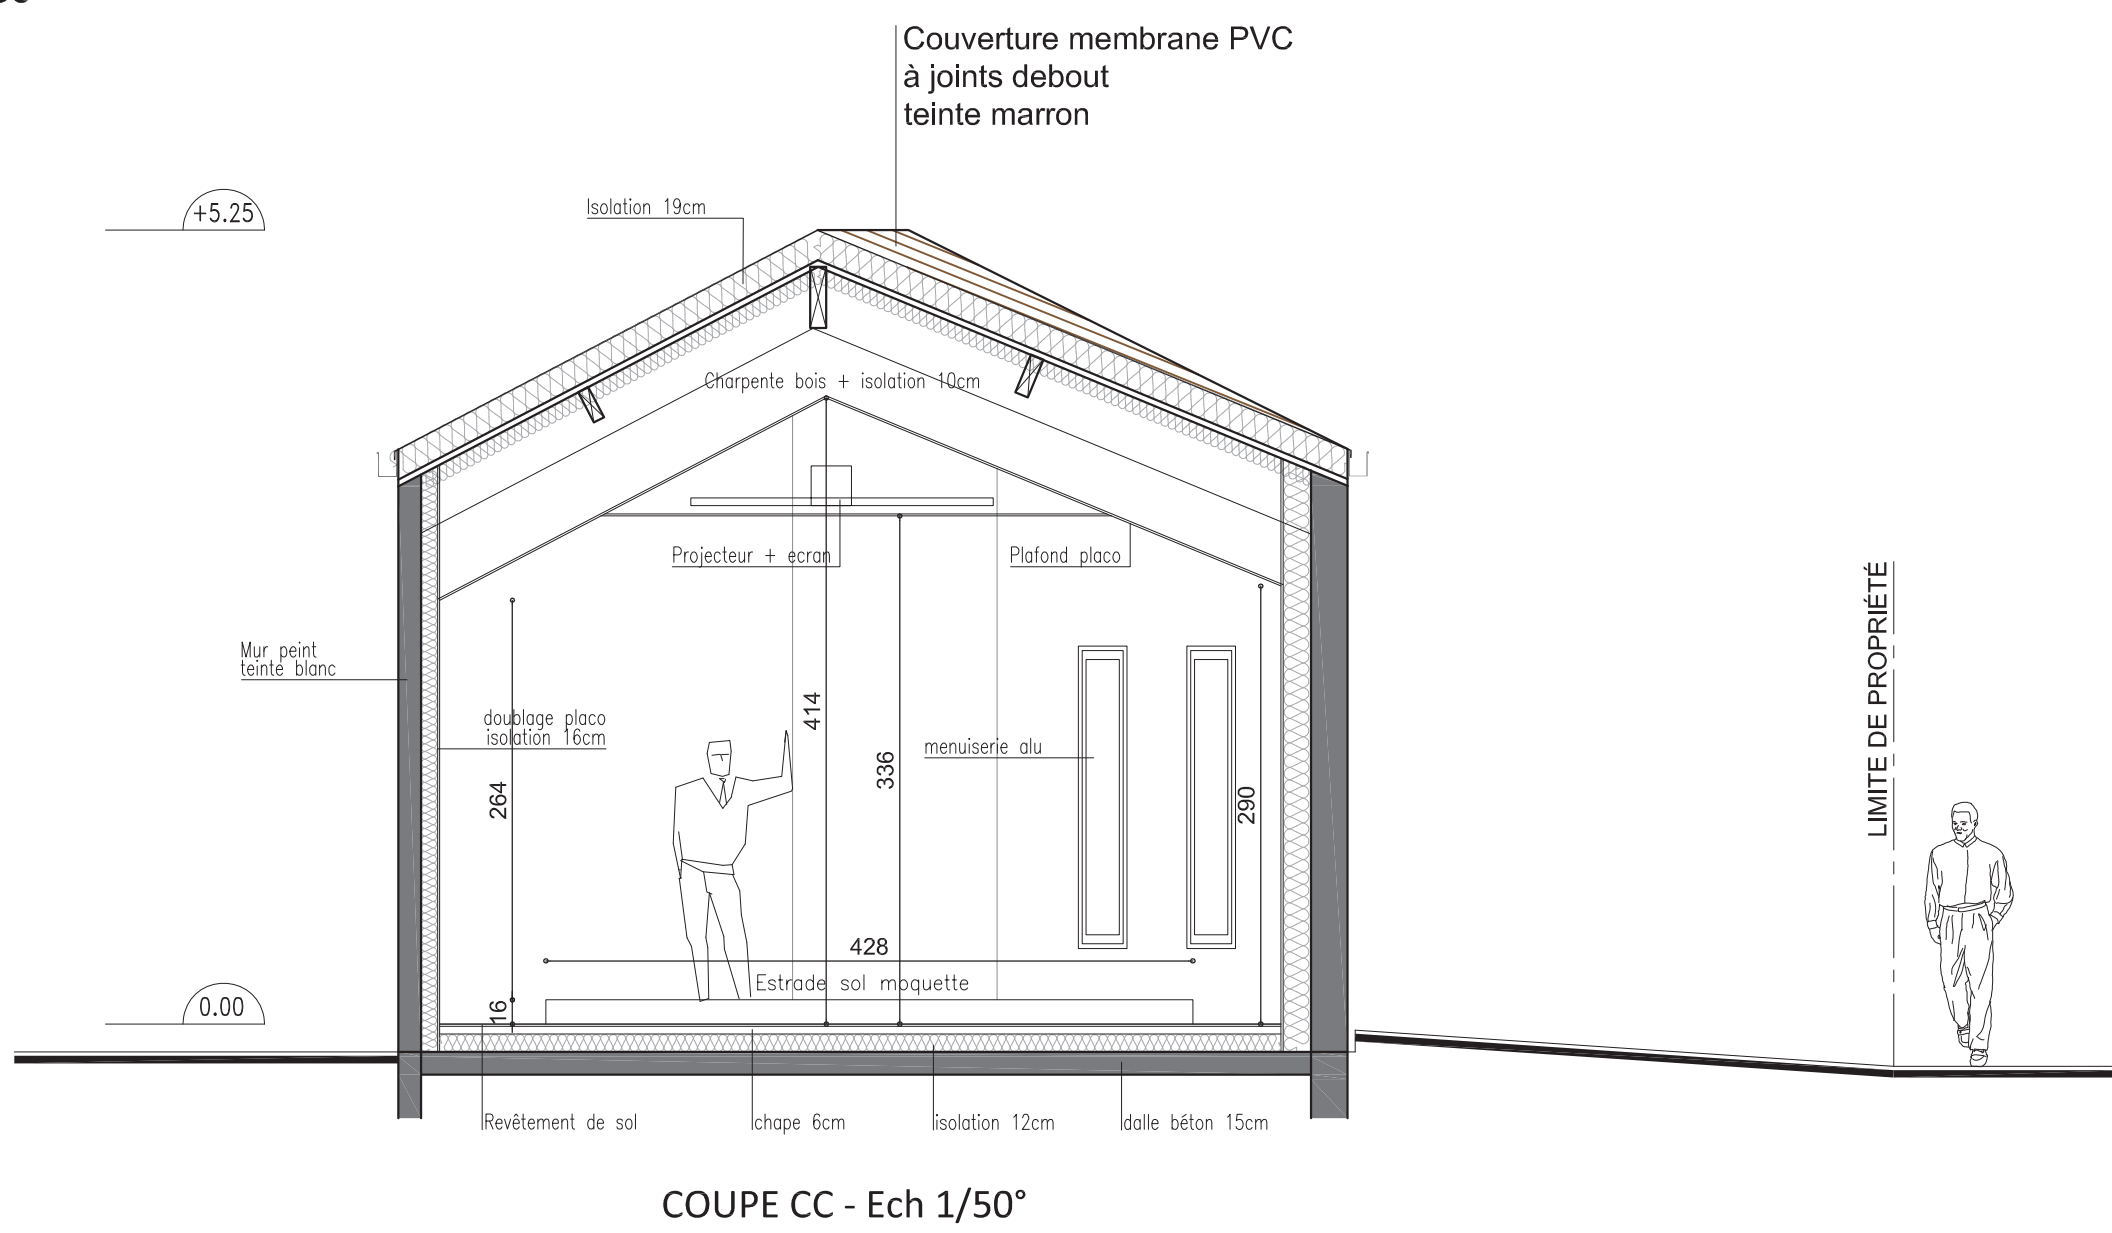 Couverture membrane PVC
à joints debout
teinte marron
+5.25
Isolation 19cm
Charpente bois + isolation 10cm
Projecteur + ecran
Plafond placo
LIMITE DE PROPRIÉTÉ
Mur peint
teinte blanc
doublage placo
isolation 16cm
414
336
menuiserie alu
264
290
428
Estrade sol moquette
16
0.00
Revêtement de sol
chape 6cm
isolation 12cm
dalle béton 15cm
COUPE CC - Ech 1/50°